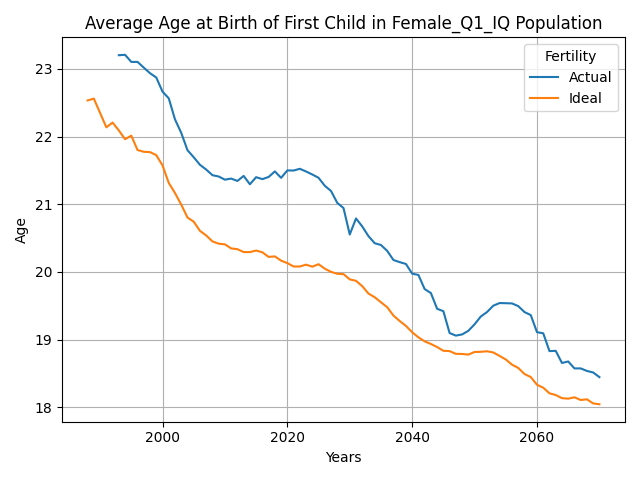 Average Age at Birth of First Child in Female_Q1_IQ Population
Fertility
Actual
Ideal
Age
23
22
21
20
19
18
2000
2020
2040
2060
Years